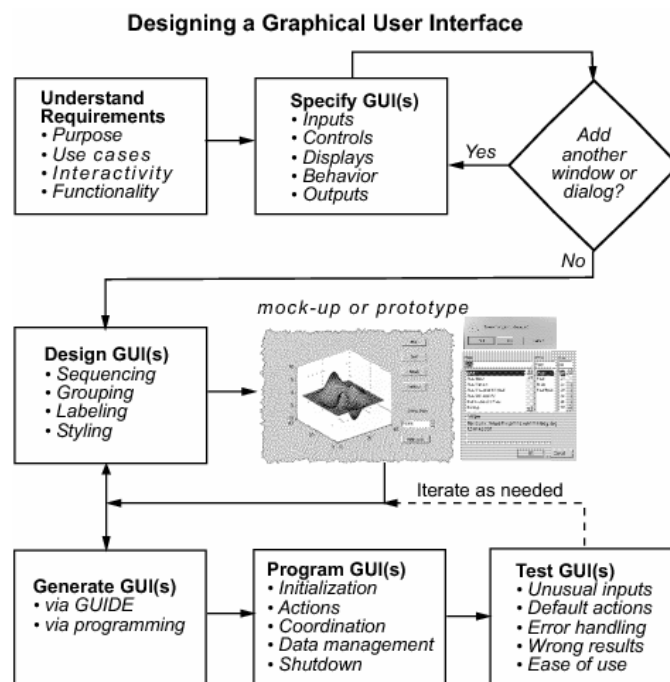 Designing a Graphical User Interface
Understand
Requirements
• Purpose
• Use cases
• Interactivity
• Functionality
Specify GUI(s)
• Inputs
• Controls
• Displays
• Behavior
• Outputs
Add
another
window or
dialog?
Yes
No
mock-up or prototype
Design GUI(s)
• Sequencing
• Grouping
• Labeling
• Styling
Iterate as needed
Generate GUI(s)
• via GUIDE
• via programming
Program GUI(s)
• Initialization
• Actions
• Coordination
• Data management
• Shutdown
Test GUI(s)
• Unusual inputs
• Default actions
• Error handling
• Wrong results
• Ease of use